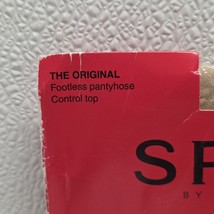 THE ORIGINAL
Footless pantyhose
Control top
SP
BY